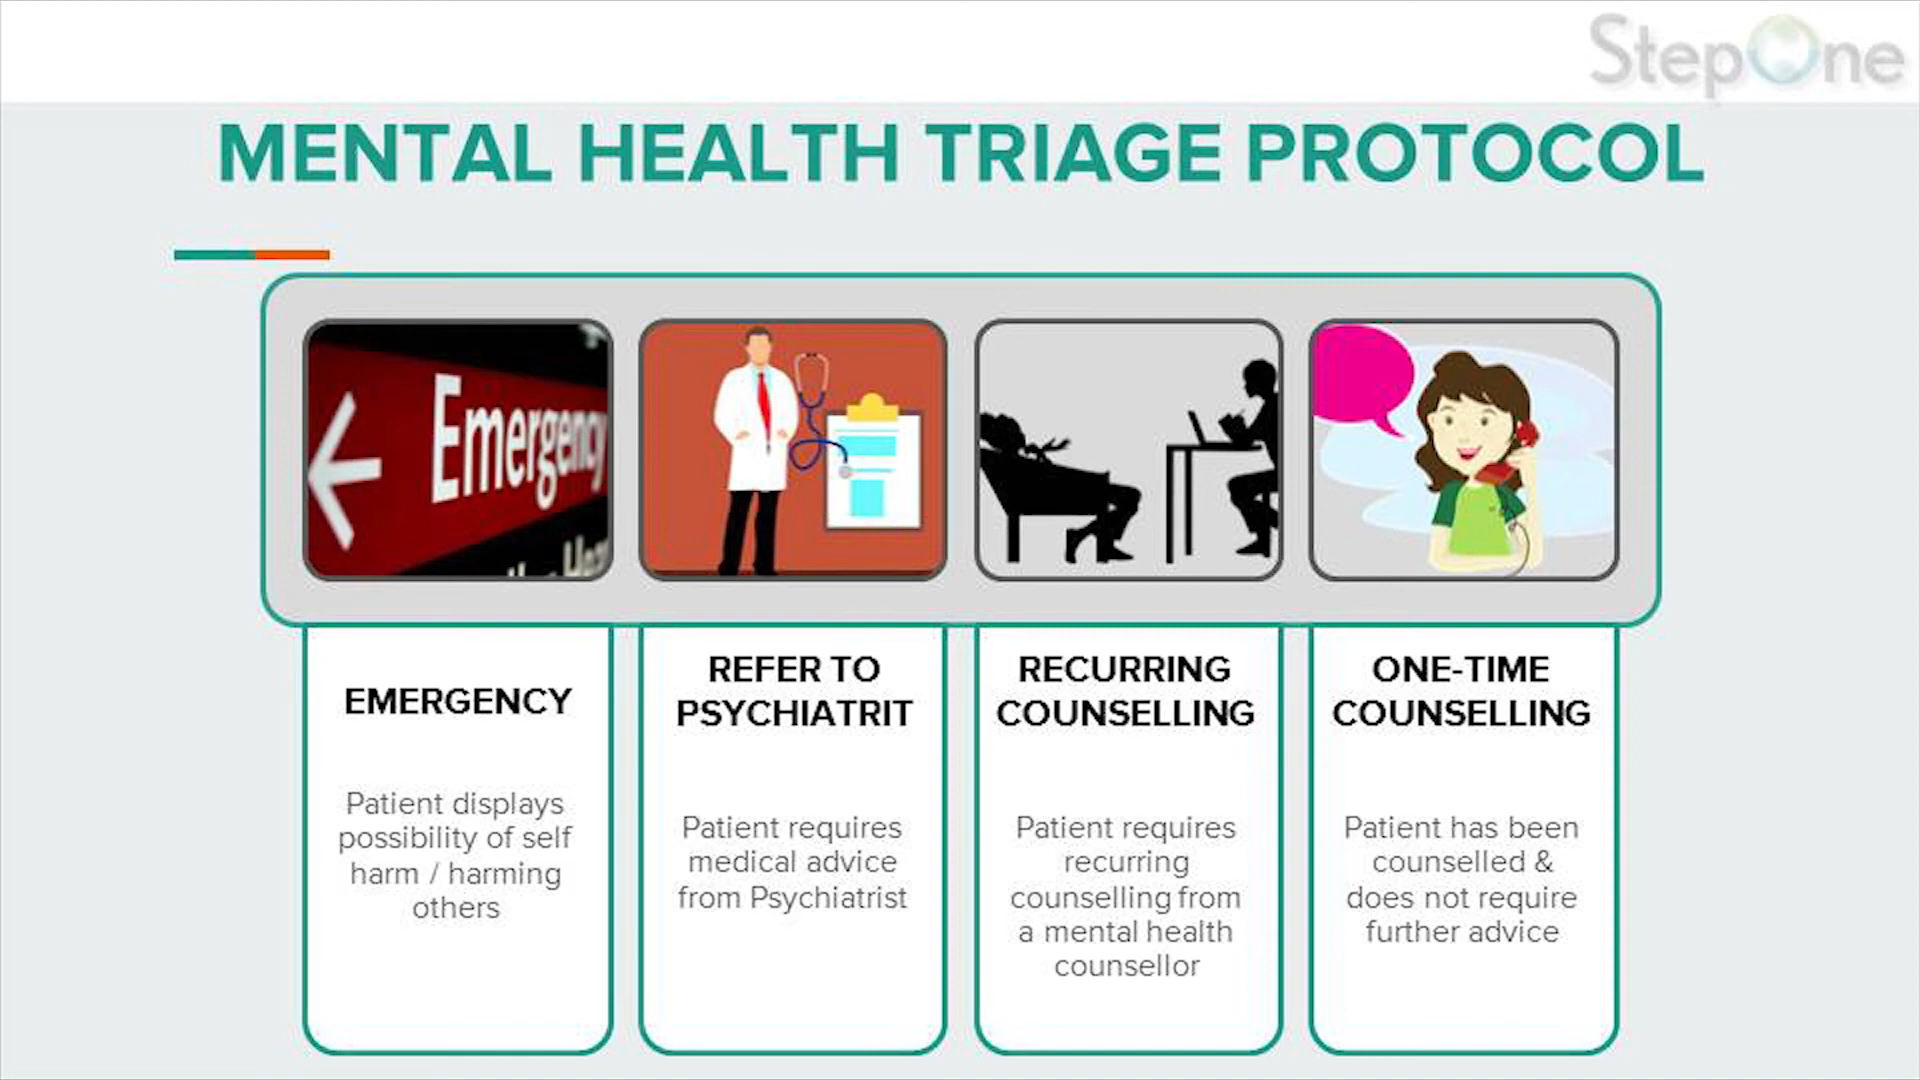 StepOne
MENTAL HEALTH TRIAGE PROTOCOL
Emergency
EMERGENCY
Patient displays
possibility of self
harm / harming
others
REFER TO
PSYCHIATRIT
Patient requires
medical advice
from Psychiatrist
RECURRING
COUNSELLING
Patient requires
recurring
counselling from
a mental health
counsellor
ONE-TIME
COUNSELLING
Patient has been
counselled &
does not require
further advice